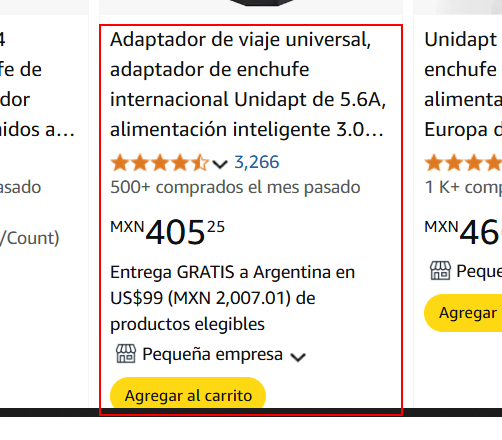 4
fe de
dor
nidos a…
asado
/Count)
Adaptador de viaje universal,
adaptador de enchufe
internacional Unidapt de 5.6A,
alimentación inteligente 3.0…
3,266
500+ comprados el mes pasado
MXN 405 25
Entrega GRATIS a Argentina en
US$99 (MXN 2,007.01) de
productos elegibles
Pequeña empresa
Agregar al carrito
Unidapt
enchufe
alimenta
Europa d
1 K+ comp
MXN 46
Peque
Agregar